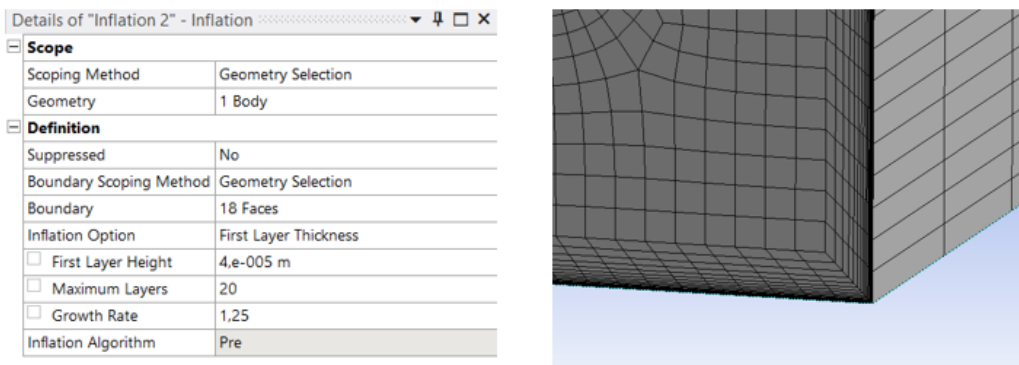 Details of "Inflation 2" - Inflation
Scope
Scoping Method Geometry Selection
Geometry 1 Body
Definition
Suppressed No
Boundary Scoping Method Geometry Selection
Boundary 18 Faces
Inflation Option First Layer Thickness
First Layer Height 4,e-005 m
Maximum Layers 20
Growth Rate 1,25
Inflation Algorithm Pre